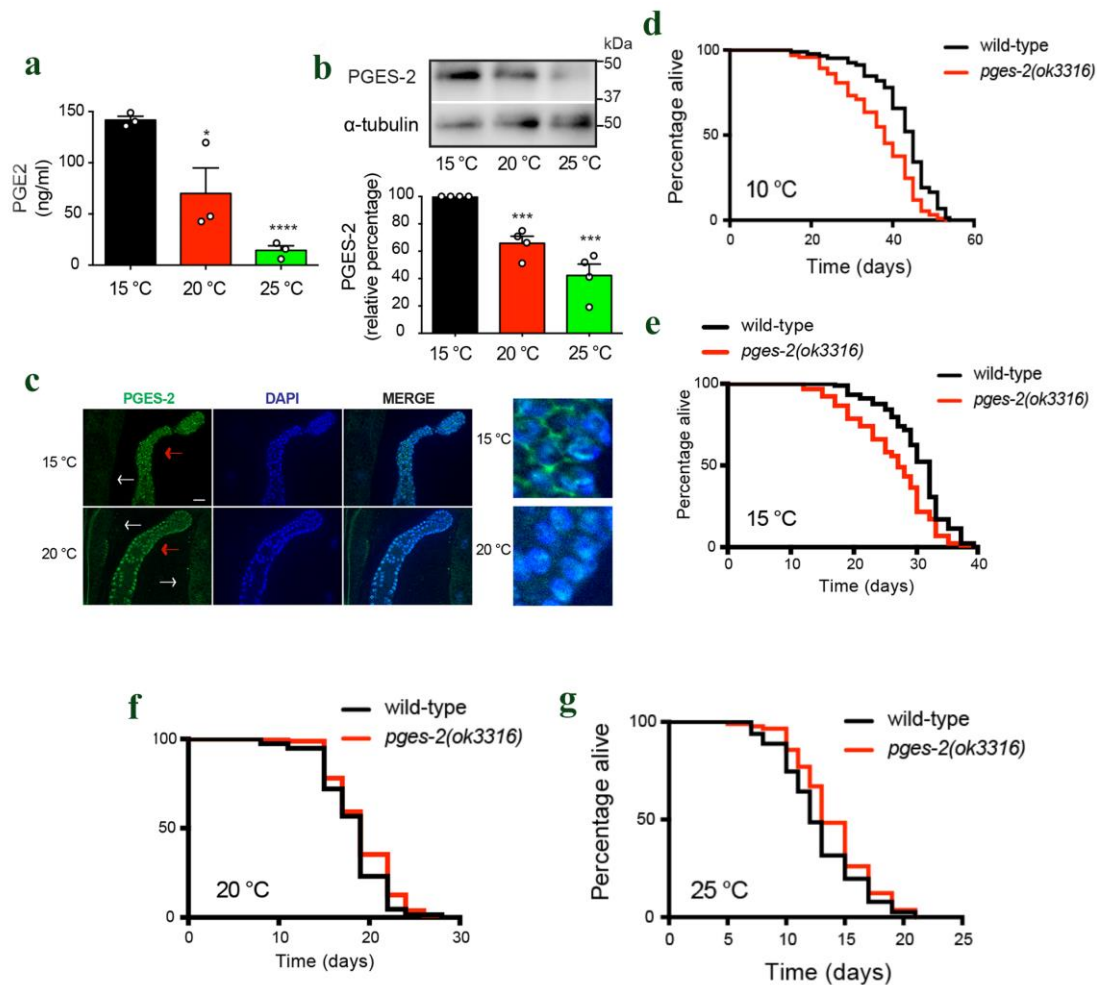 a
PGE2
(ng/ml)
150
100
50
0
*
****
15 °C
20 °C
25 °C
b
kDa
PGES-2
50
37
α-tubulin
50
15 °C
20 °C
25 °C
PGES-2
(relative percentage)
100
80
60
40
20
0
***
***
15 °C
20 °C
25 °C
c
PGES-2
DAPI
MERGE
15 °C
20 °C
15 °C
20 °C
d
wild-type
pges-2(ok3316)
Percentage alive
100
50
0
10 °C
0
20
40
60
Time (days)
e
wild-type
pges-2(ok3316)
wild-type
pges-2(ok3316)
Percentage alive
100
50
0
15 °C
0
10
20
30
40
Time (days)
f
wild-type
pges-2(ok3316)
100
50
0
20 °C
0
10
20
30
Time (days)
g
wild-type
pges-2(ok3316)
Percentage alive
100
50
0
25 °C
0
5
10
15
20
25
Time (days)